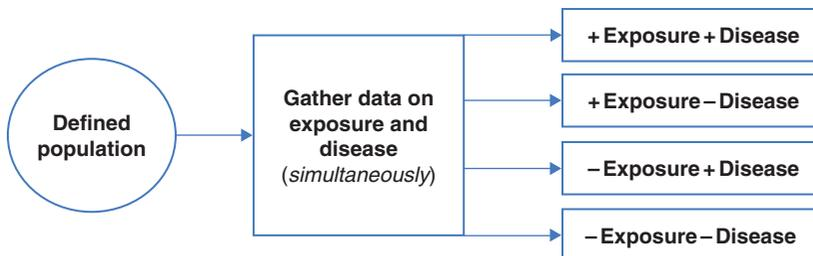 Defined
population
Gather data on
exposure and
disease
(simultaneously)
+ Exposure + Disease
+ Exposure – Disease
– Exposure + Disease
– Exposure – Disease